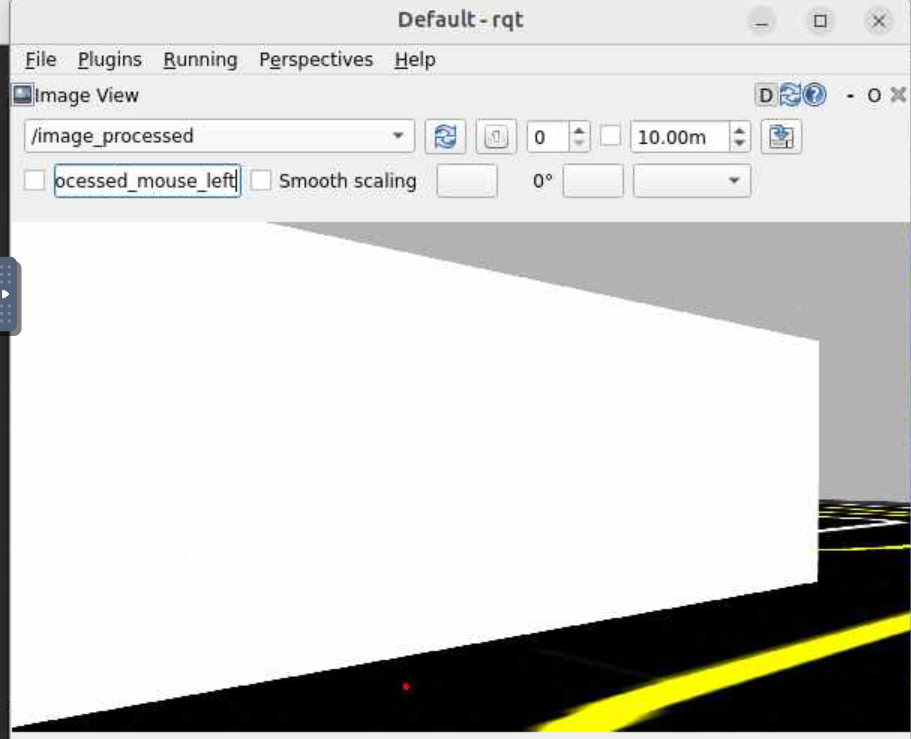 Default - rqt
File Plugins Running Perspectives Help
Image View D - O
/image_processed 0 10.00m
ocessed_mouse_left Smooth scaling 0°